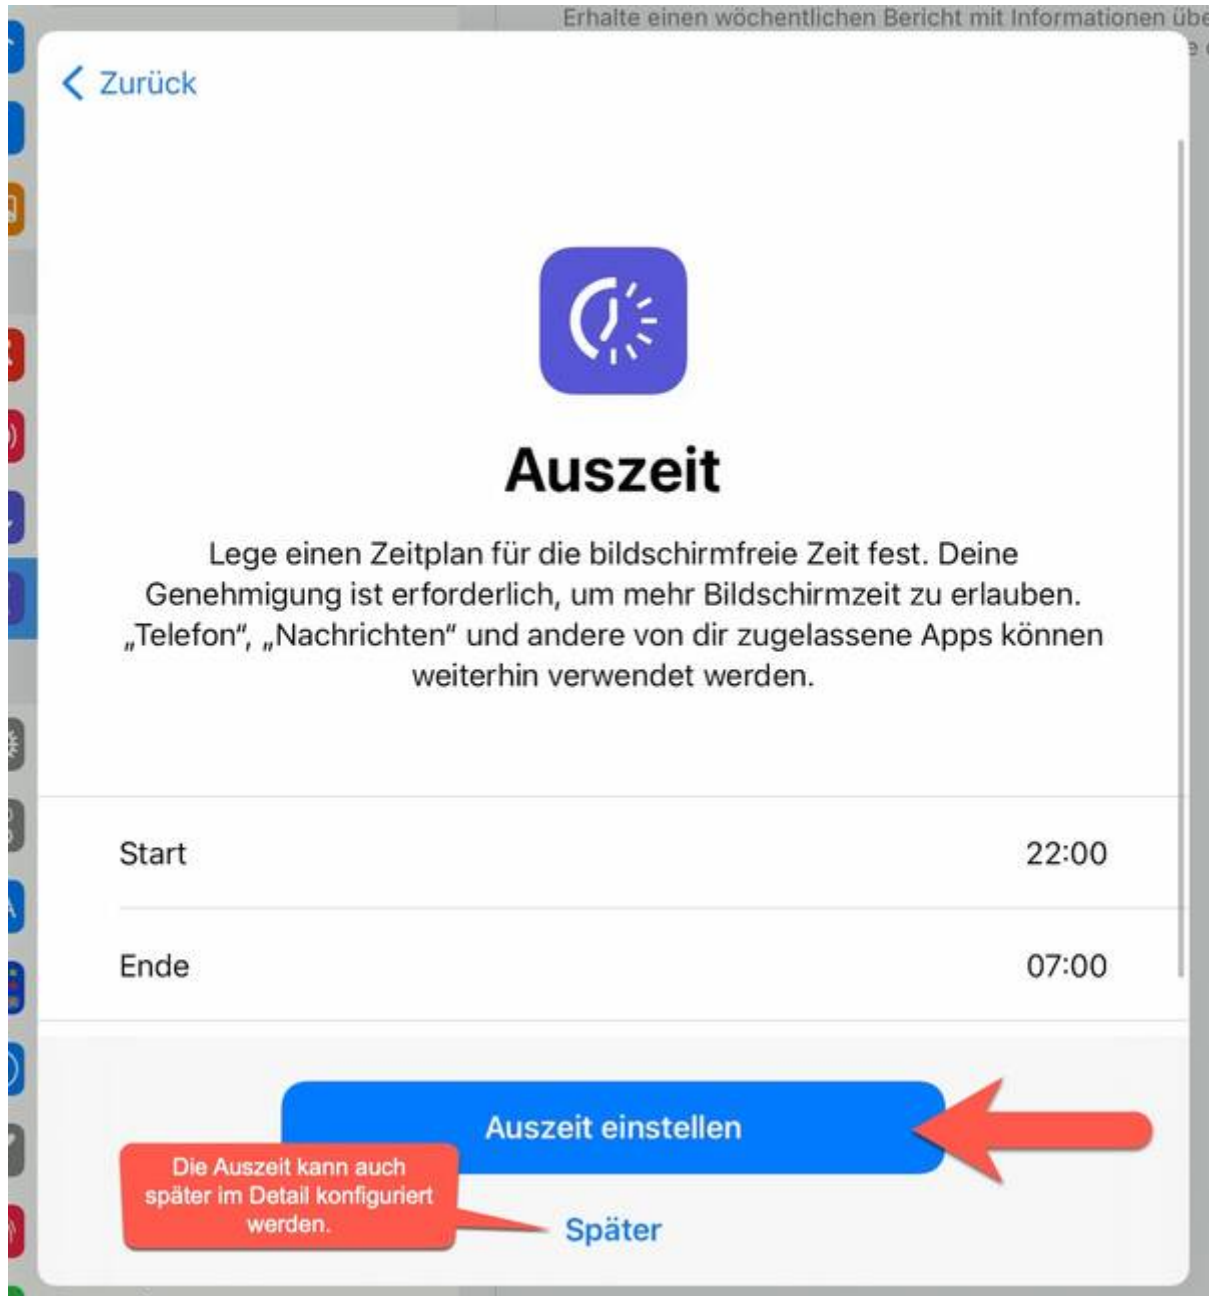 Erhalte einen wöchentlichen Bericht mit Informationen übe
Zurück
Auszeit
Lege einen Zeitplan für die bildschirmfreie Zeit fest. Deine
Genehmigung ist erforderlich, um mehr Bildschirmzeit zu erlauben.
„Telefon“, „Nachrichten“ und andere von dir zugelassene Apps können
weiterhin verwendet werden.
Start 22:00
Ende 07:00
Auszeit einstellen
Die Auszeit kann auch
später im Detail konfiguriert
werden.
Später